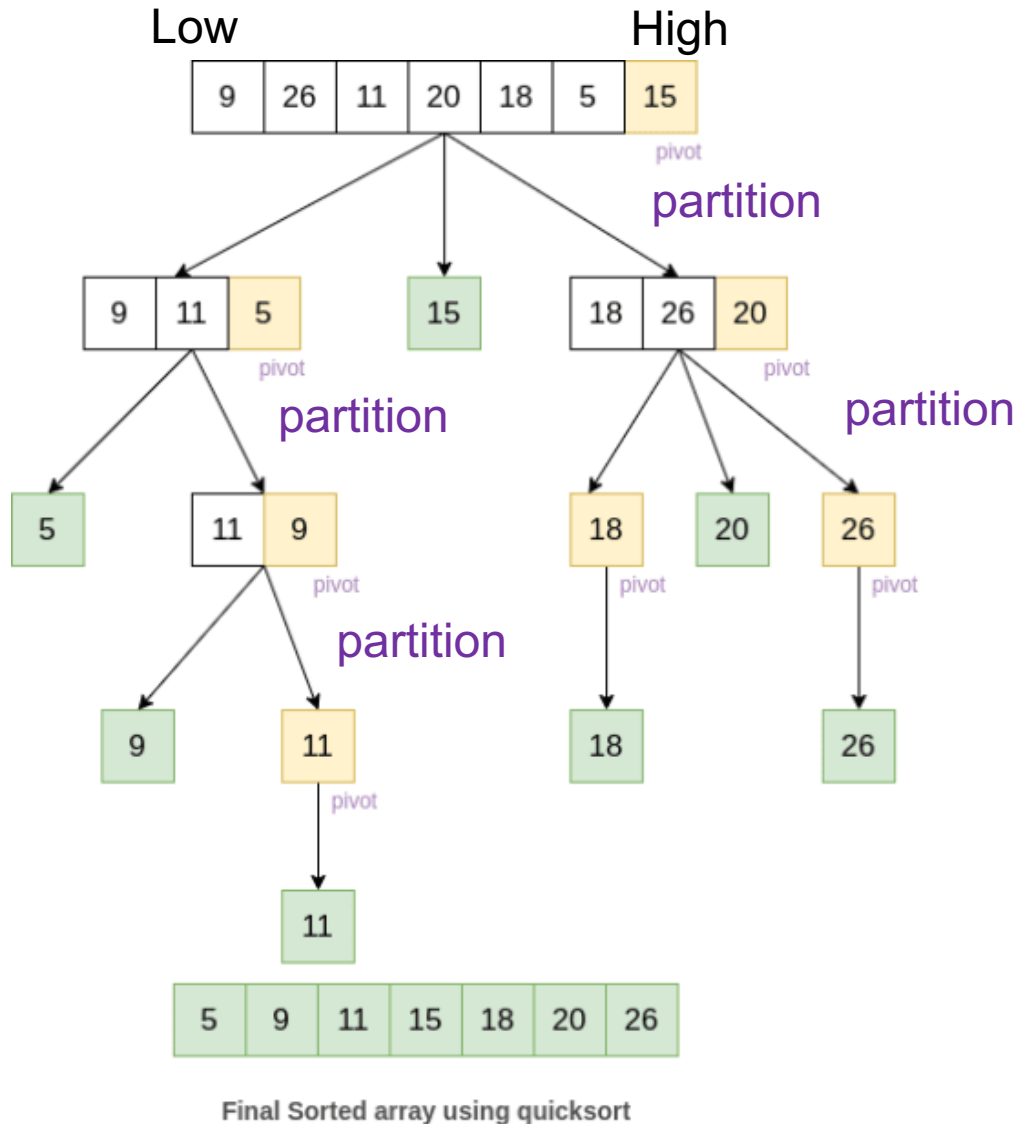 Low High
9 26 11 20 18 5 15
pivot
partition
9 11 5 15 18 26 20
pivot pivot
partition partition
5 11 9 18 20 26
pivot pivot pivot
partition
9 11 18 26
pivot
11
5 9 11 15 18 20 26
Final Sorted array using quicksort